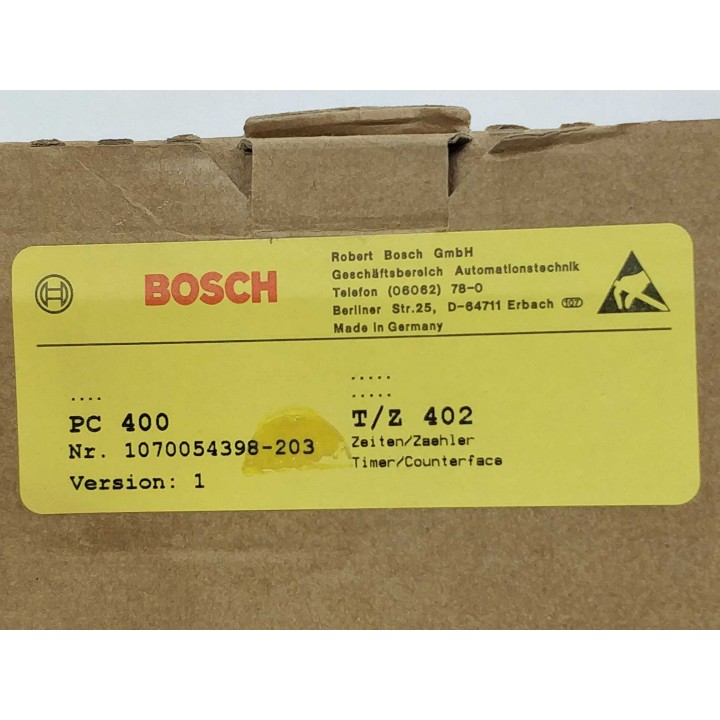 BOSCH
Robert Bosch GmbH
Geschäftsbereich Automationstechnik
Telefon (06062) 78-0
Berliner Str.25, D-64711 Erbach 107
Made in Germany
....
PC 400
Nr. 1070054398-203
Version: 1
.....
.....
T/Z 402
Zeiten/Zaehler
Timer/Counterface